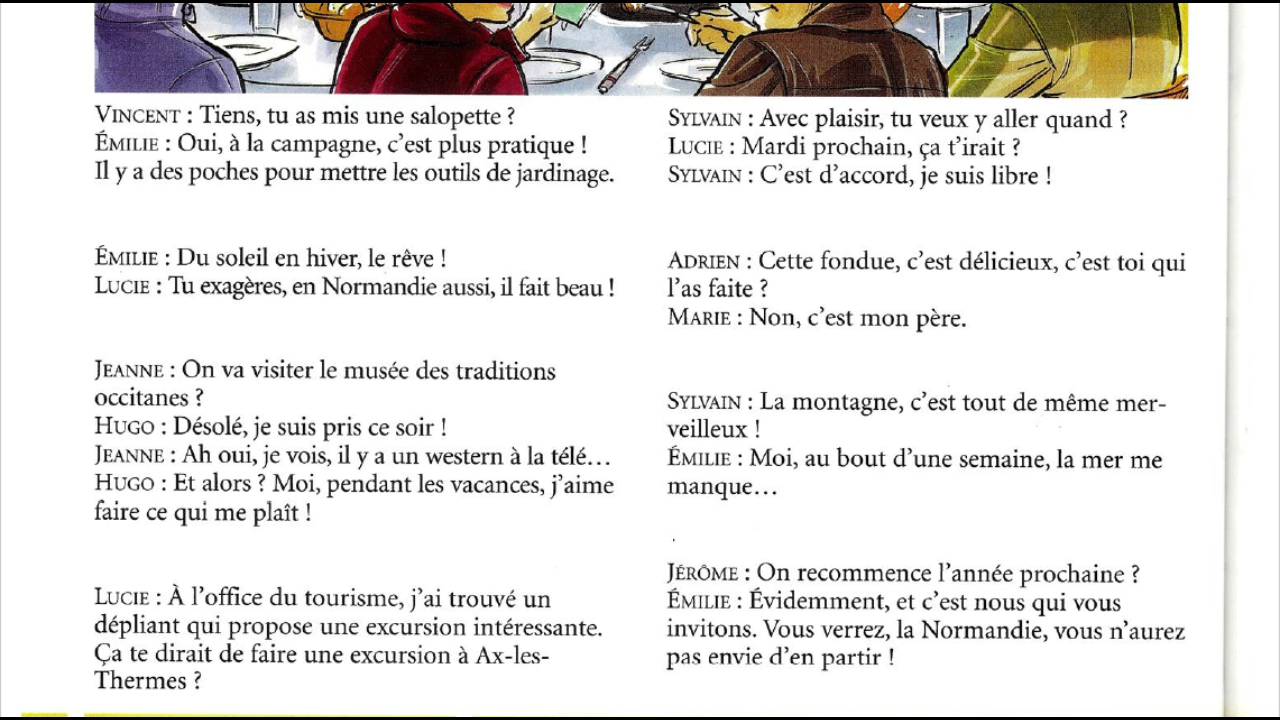 VINCENT : Tiens, tu as mis une salopette ?
ÉMILIE : Oui, à la campagne, c'est plus pratique !
Il y a des poches pour mettre les outils de jardinage.
ÉMILIE : Du soleil en hiver, le rêve !
LUCIE : Tu exagères, en Normandie aussi, il fait beau !
JEANNE : On va visiter le musée des traditions
occitanes ?
HUGO : Désolé, je suis pris ce soir !
JEANNE : Ah oui, je vois, il y a un western à la télé…
HUGO : Et alors ? Moi, pendant les vacances, j'aime
faire ce qui me plaît !
LUCIE : À l'office du tourisme, j'ai trouvé un
dépliant qui propose une excursion intéressante.
Ça te dirait de faire une excursion à Ax-les-
Thermes ?
SYLVAIN : Avec plaisir, tu veux y aller quand ?
LUCIE : Mardi prochain, ça t'irait ?
SYLVAIN : C'est d'accord, je suis libre !
ADRIEN : Cette fondue, c'est délicieux, c'est toi qui
l'as faite ?
MARIE : Non, c'est mon père.
SYLVAIN : La montagne, c'est tout de même mer-
veilleux !
ÉMILIE : Moi, au bout d'une semaine, la mer me
manque…
JÉRÔME : On recommence l'année prochaine ?
ÉMILIE : Évidemment, et c'est nous qui vous
invitons. Vous verrez, la Normandie, vous n'aurez
pas envie d'en partir !